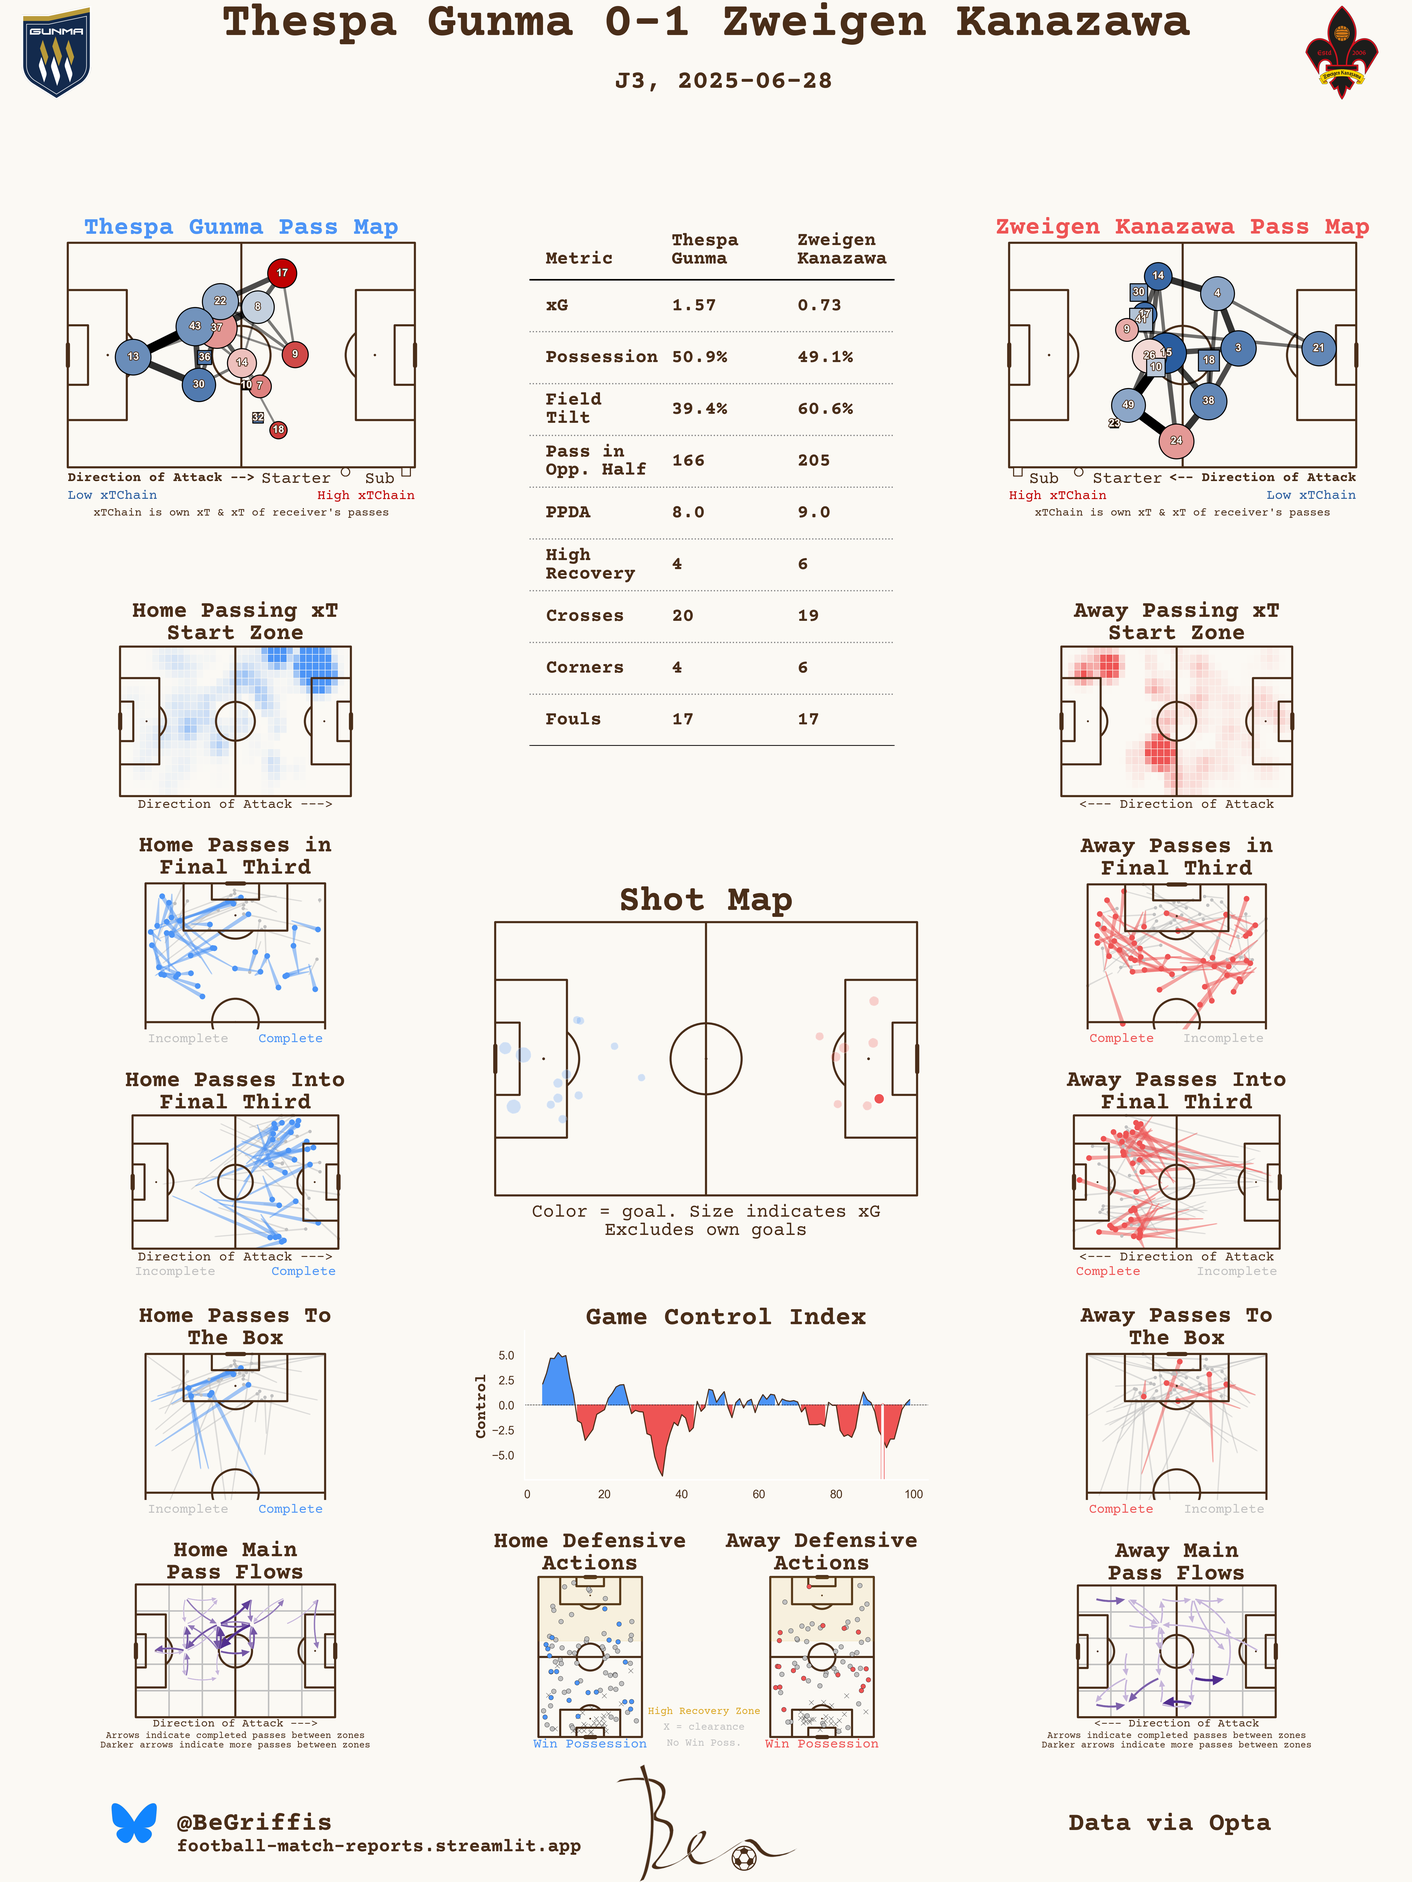 Thespa Gunma 0-1 Zweigen Kanazawa
J3, 2025-06-28
GUNMA
Zweigen Kanazawa
Thespa Gunma Pass Map
17
22
8
43
37
13
36
14
9
30
10
7
32
18
Direction of Attack --> Starter Sub
Low xTChain High xTChain
xTChain is own xT & xT of receiver's passes
Metric Thespa Gunma Zweigen Kanazawa
xG 1.57 0.73
Possession 50.9% 49.1%
Field Tilt 39.4% 60.6%
Pass in Opp. Half 166 205
PPDA 8.0 9.0
High Recovery 4 6
Crosses 20 19
Corners 4 6
Fouls 17 17
Zweigen Kanazawa Pass Map
14
30
4
17
41
9
26
15
3
21
18
10
49
38
23
24
Sub Starter <-- Direction of Attack
High xTChain Low xTChain
xTChain is own xT & xT of receiver's passes
Home Passing xT
Start Zone
Direction of Attack --->
Away Passing xT
Start Zone
<--- Direction of Attack
Home Passes in
Final Third
Incomplete Complete
Away Passes in
Final Third
Complete Incomplete
Shot Map
Color = goal. Size indicates xG
Excludes own goals
Home Passes Into
Final Third
Direction of Attack --->
Incomplete Complete
Away Passes Into
Final Third
<--- Direction of Attack
Complete Incomplete
Home Passes To
The Box
Incomplete Complete
Game Control Index
Control
5.0
2.5
0.0
−2.5
−5.0
0 20 40 60 80 100
Away Passes To
The Box
Complete Incomplete
Home Main
Pass Flows
Direction of Attack --->
Arrows indicate completed passes between zones
Darker arrows indicate more passes between zones
Home Defensive
Actions
Win Possession
Away Defensive
Actions
Win Possession
High Recovery Zone
X = clearance
No Win Poss.
Away Main
Pass Flows
<--- Direction of Attack
Arrows indicate completed passes between zones
Darker arrows indicate more passes between zones
@BeGriffis
football-match-reports.streamlit.app
Ben
Data via Opta